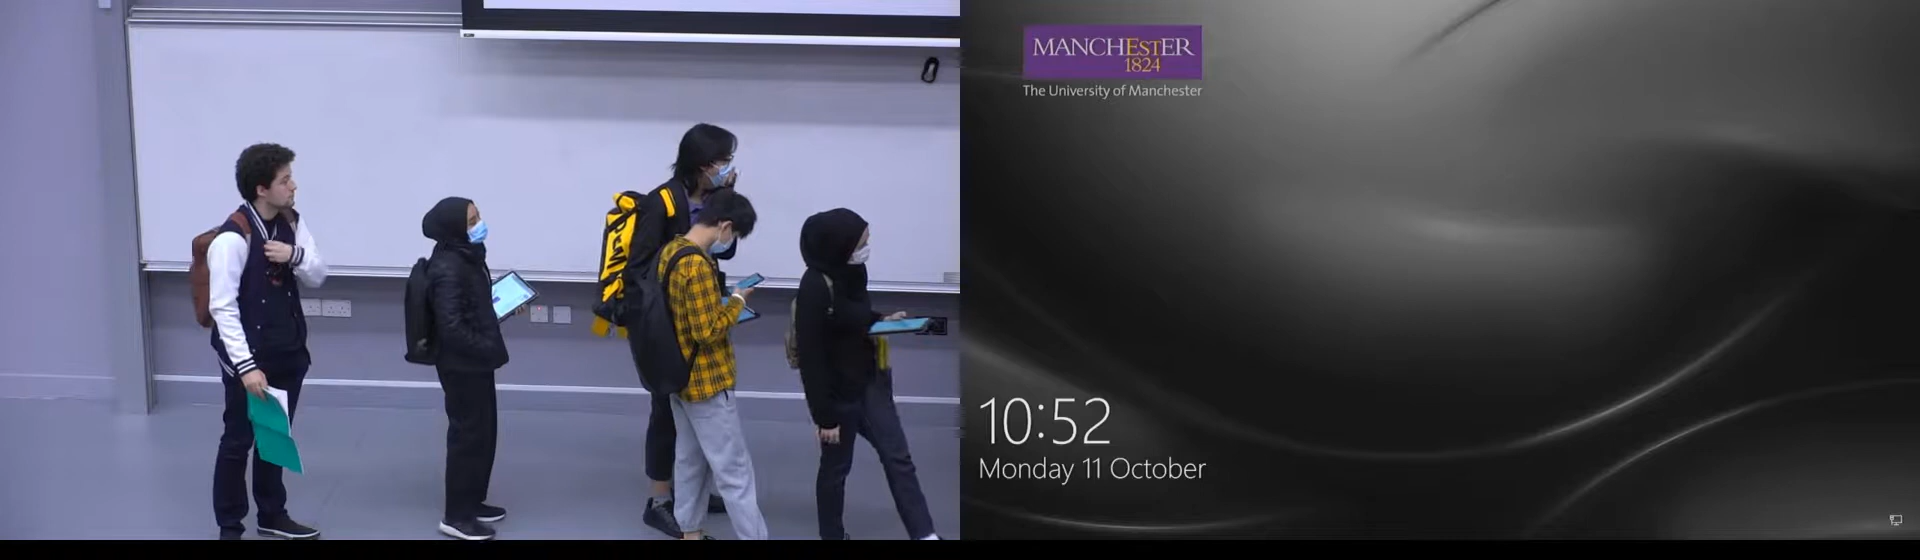 MANCHEstER
1824
The University of Manchester
10:52
Monday 11 October